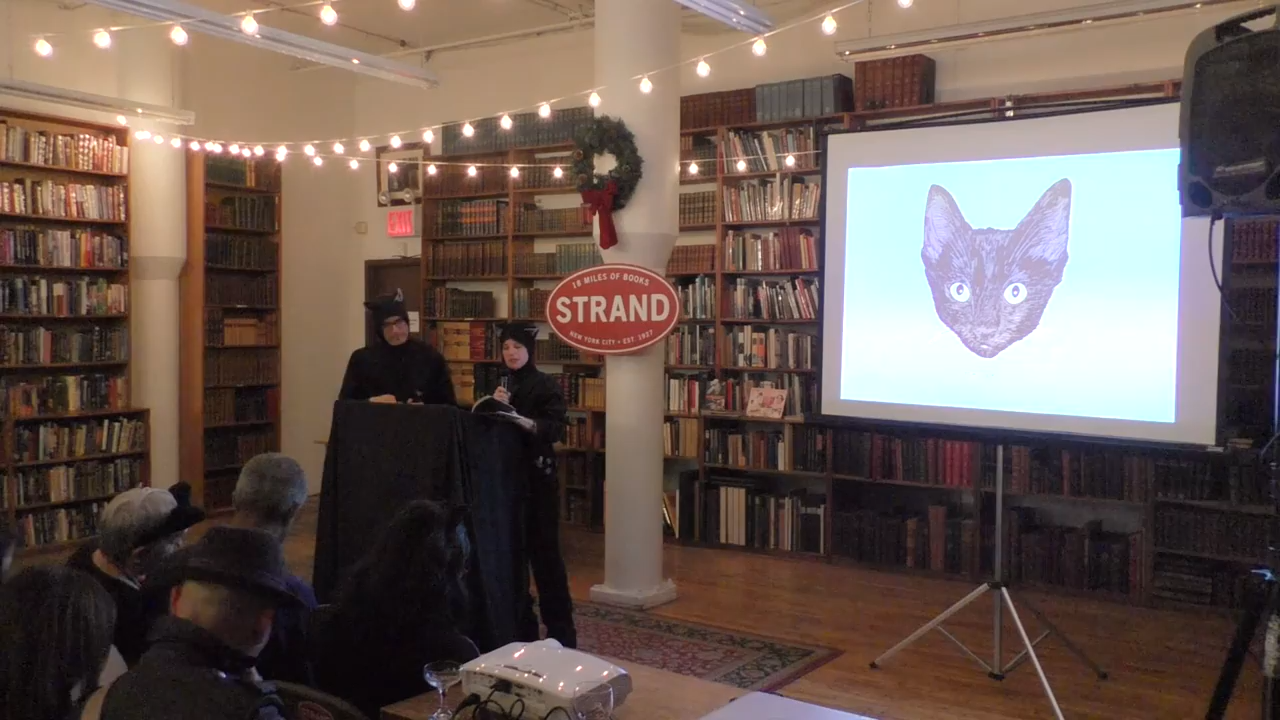 EXIT
18 MILES OF BOOKS
STRAND
NEW YORK CITY • EST. 1927